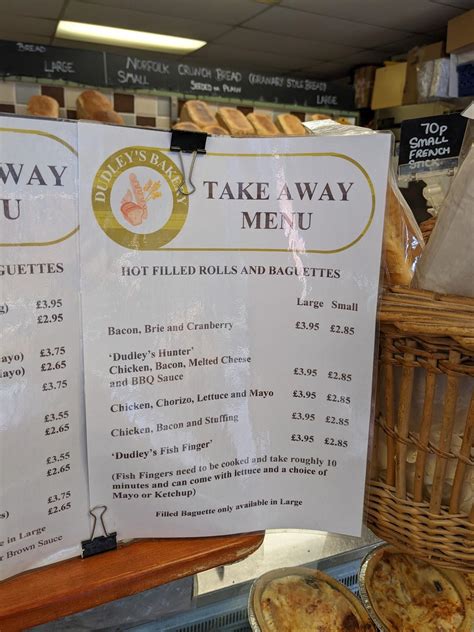 Bread
LARGE
Norfolk Crunch Bread (Granary Style Bread)
Small Seeded or Plain LARGE
70p
SMALL
FRENCH
STICK
WAY
U
GUETTES
g) £3.95
£2.95
ayo) £3.75
Mayo) £2.65
£3.75
£3.55
£2.65
£3.55
£2.65
£3.75
s) £2.65
e in Large
r Brown Sauce
DUDLEY'S BAKERY
TAKE AWAY
MENU
HOT FILLED ROLLS AND BAGUETTES
Large Small
Bacon, Brie and Cranberry £3.95 £2.85
'Dudley's Hunter'
Chicken, Bacon, Melted Cheese
and BBQ Sauce £3.95 £2.85
Chicken, Chorizo, Lettuce and Mayo £3.95 £2.85
Chicken, Bacon and Stuffing £3.95 £2.85
'Dudley's Fish Finger' £3.95 £2.85
(Fish Fingers need to be cooked and take roughly 10
minutes and can come with lettuce and a choice of
Mayo or Ketchup)
Filled Baguette only available in Large